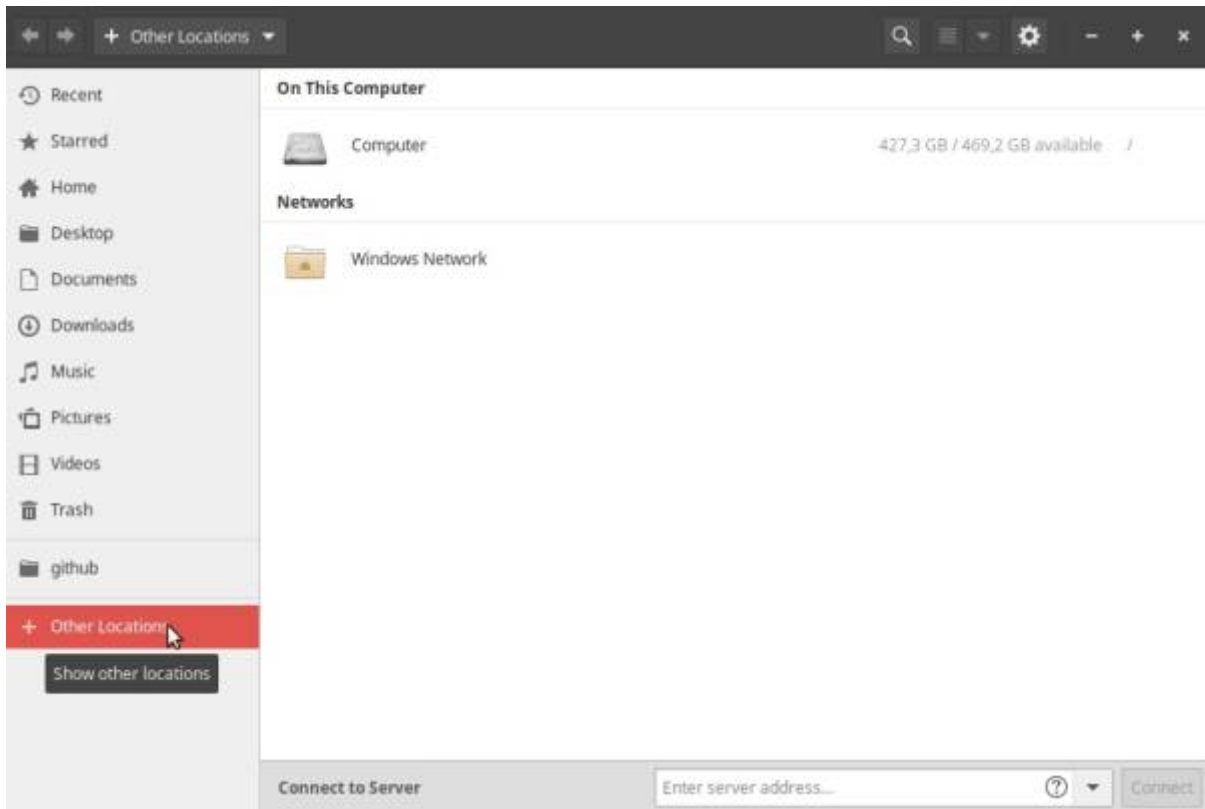 + Other Locations
Recent
Starred
Home
Desktop
Documents
Downloads
Music
Pictures
Videos
Trash
github
+ Other Locations
Show other locations
On This Computer
Computer 427,3 GB / 469,2 GB available /
Networks
Windows Network
Connect to Server Enter server address... Connect